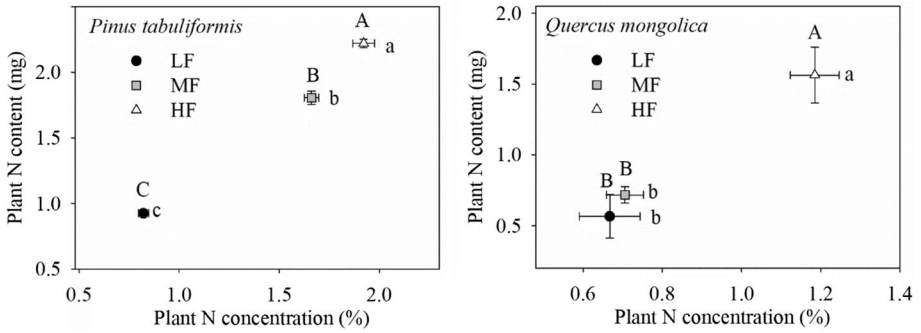 Pinus tabuliformis
LF
MF
HF
A
a
B
b
C
c
2.0
1.5
1.0
0.5
0.5 1.0 1.5 2.0
Plant N content (mg)
Plant N concentration (%)
Quercus mongolica
LF
MF
HF
A
a
B
B
b
b
2.0
1.5
1.0
0.5
0.6 0.8 1.0 1.2 1.4
Plant N content (mg)
Plant N concentration (%)